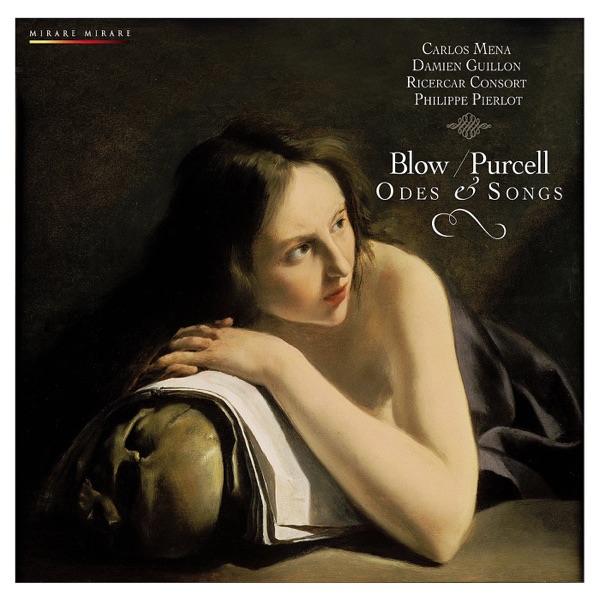 MIRARE MIRARE
CARLOS MENA
DAMIEN GUILLON
RICERCAR CONSORT
PHILIPPE PIERLOT
Blow / Purcell
ODES & SONGS